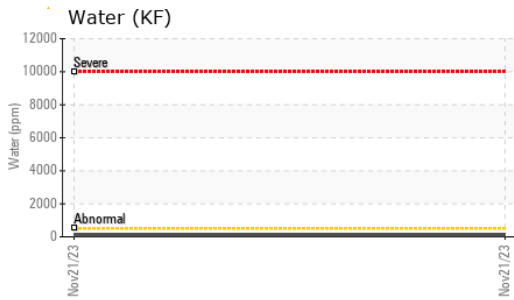 Water (KF)
12000
10000
8000
6000
4000
2000
0
Water (ppm)
Severe
Abnormal
Nov21/23
Nov21/23